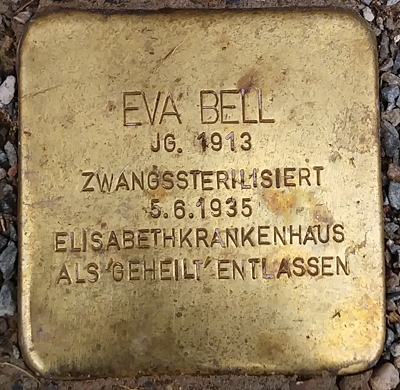 EVA BELL
JG. 1913
ZWANGSSTERILISIERT
5.6.1935
ELISABETHKRANKENHAUS
ALS 'GEHEILT' ENTLASSEN